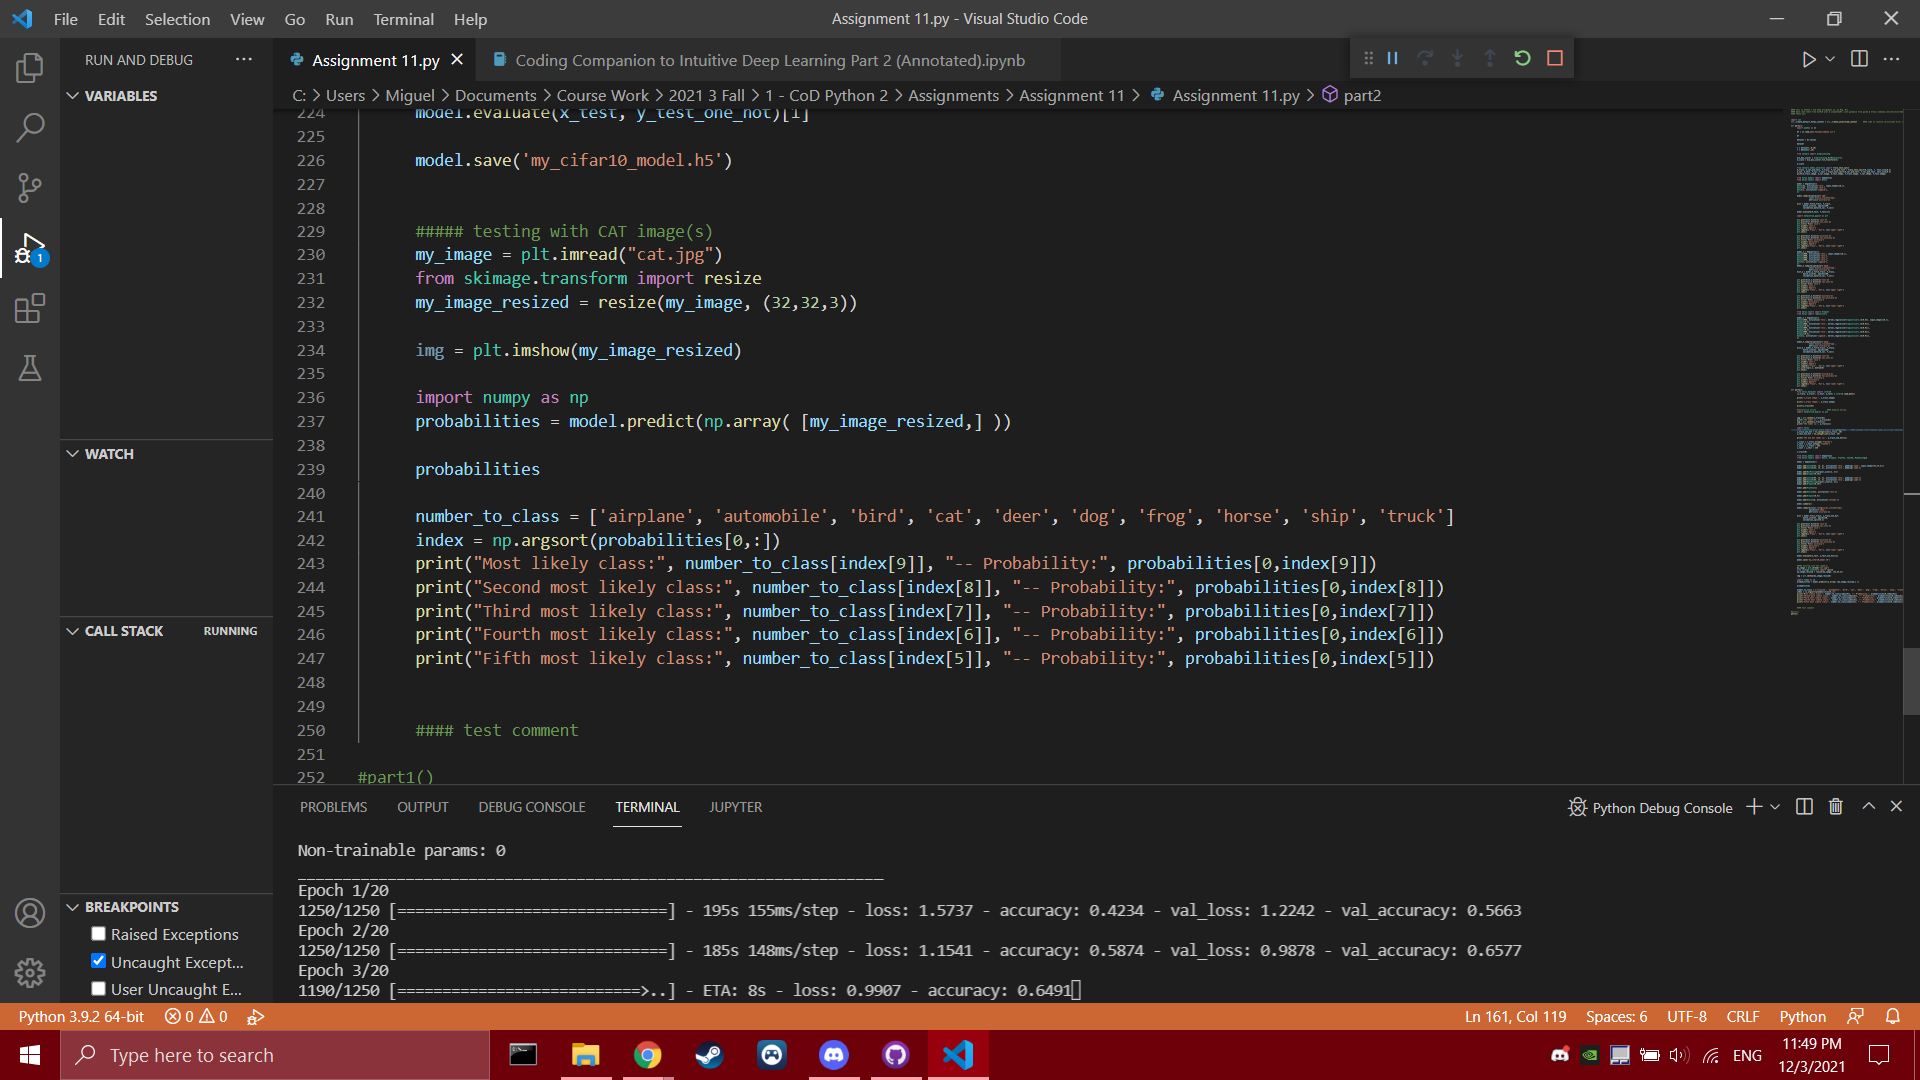 File Edit Selection View Go Run Terminal Help
Assignment 11.py - Visual Studio Code
RUN AND DEBUG
Assignment 11.py
Coding Companion to Intuitive Deep Learning Part 2 (Annotated).ipynb
C: > Users > Miguel > Documents > Course Work > 2021 3 Fall > 1 - CoD Python 2 > Assignments > Assignment 11 > Assignment 11.py > part2
VARIABLES
WATCH
CALL STACK RUNNING
BREAKPOINTS
Raised Exceptions
Uncaught Except...
User Uncaught E...
1
224 model.evaluate(x_test, y_test_one_hot)[1]
225
226 model.save('my_cifar10_model.h5')
227
228
229 ##### testing with CAT image(s)
230 my_image = plt.imread("cat.jpg")
231 from skimage.transform import resize
232 my_image_resized = resize(my_image, (32,32,3))
233
234 img = plt.imshow(my_image_resized)
235
236 import numpy as np
237 probabilities = model.predict(np.array( [my_image_resized,] ))
238
239 probabilities
240
241 number_to_class = ['airplane', 'automobile', 'bird', 'cat', 'deer', 'dog', 'frog', 'horse', 'ship', 'truck']
242 index = np.argsort(probabilities[0,:])
243 print("Most likely class:", number_to_class[index[9]], "-- Probability:", probabilities[0,index[9]])
244 print("Second most likely class:", number_to_class[index[8]], "-- Probability:", probabilities[0,index[8]])
245 print("Third most likely class:", number_to_class[index[7]], "-- Probability:", probabilities[0,index[7]])
246 print("Fourth most likely class:", number_to_class[index[6]], "-- Probability:", probabilities[0,index[6]])
247 print("Fifth most likely class:", number_to_class[index[5]], "-- Probability:", probabilities[0,index[5]])
248
249
250 #### test comment
251
252 #part1()
PROBLEMS OUTPUT DEBUG CONSOLE TERMINAL JUPYTER
Python Debug Console
Non-trainable params: 0
_________________________________________________________________
Epoch 1/20
1250/1250 [==============================] - 195s 155ms/step - loss: 1.5737 - accuracy: 0.4234 - val_loss: 1.2242 - val_accuracy: 0.5663
Epoch 2/20
1250/1250 [==============================] - 185s 148ms/step - loss: 1.1541 - accuracy: 0.5874 - val_loss: 0.9878 - val_accuracy: 0.6577
Epoch 3/20
1190/1250 [===========================>..] - ETA: 8s - loss: 0.9907 - accuracy: 0.6491
Python 3.9.2 64-bit 0 0
Ln 161, Col 119 Spaces: 6 UTF-8 CRLF Python
Type here to search
ENG
11:49 PM
12/3/2021